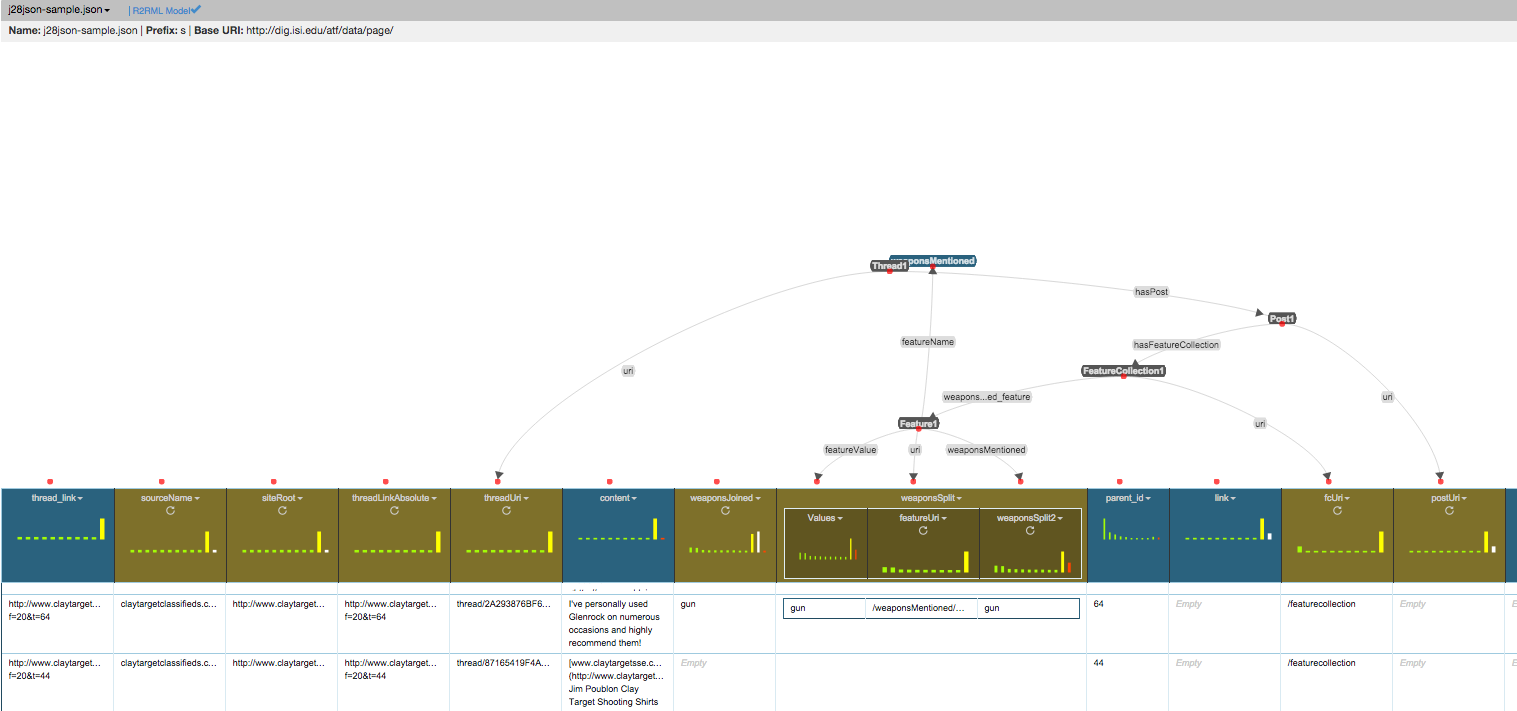 j28json-sample.json | R2RML Model
Name: j28json-sample.json | Prefix: s | Base URI: http://dig.isi.edu/atf/data/page/
Thread1 weaponsMentioned
hasPost
Post1
featureName
hasFeatureCollection
uri
FeatureCollection1
weapons...ed_feature
uri
Feature1
uri
featureValue
uri
weaponsMentioned
thread_link sourceName siteRoot threadLinkAbsolute threadUri content weaponsJoined weaponsSplit parent_id link fcUri postUri
Values featureUri weaponsSplit2
http://www.claytarget... claytargetclassifieds.c... http://www.claytarget... http://www.claytarget... thread/2A293876BF6... I've personally used gun gun /weaponsMentioned/... gun 64 Empty /featurecollection Empty
f=20&t=64 f=20&t=64 Glenrock on numerous
occasions and highly
recommend them!
http://www.claytarget... claytargetclassifieds.c... http://www.claytarget... http://www.claytarget... thread/87165419F4A... [www.claytargetsse.c... Empty 44 Empty /featurecollection Empty
f=20&t=44 f=20&t=44 (http://www.claytarget...
Jim Poublon Clay
Target Shooting Shirts